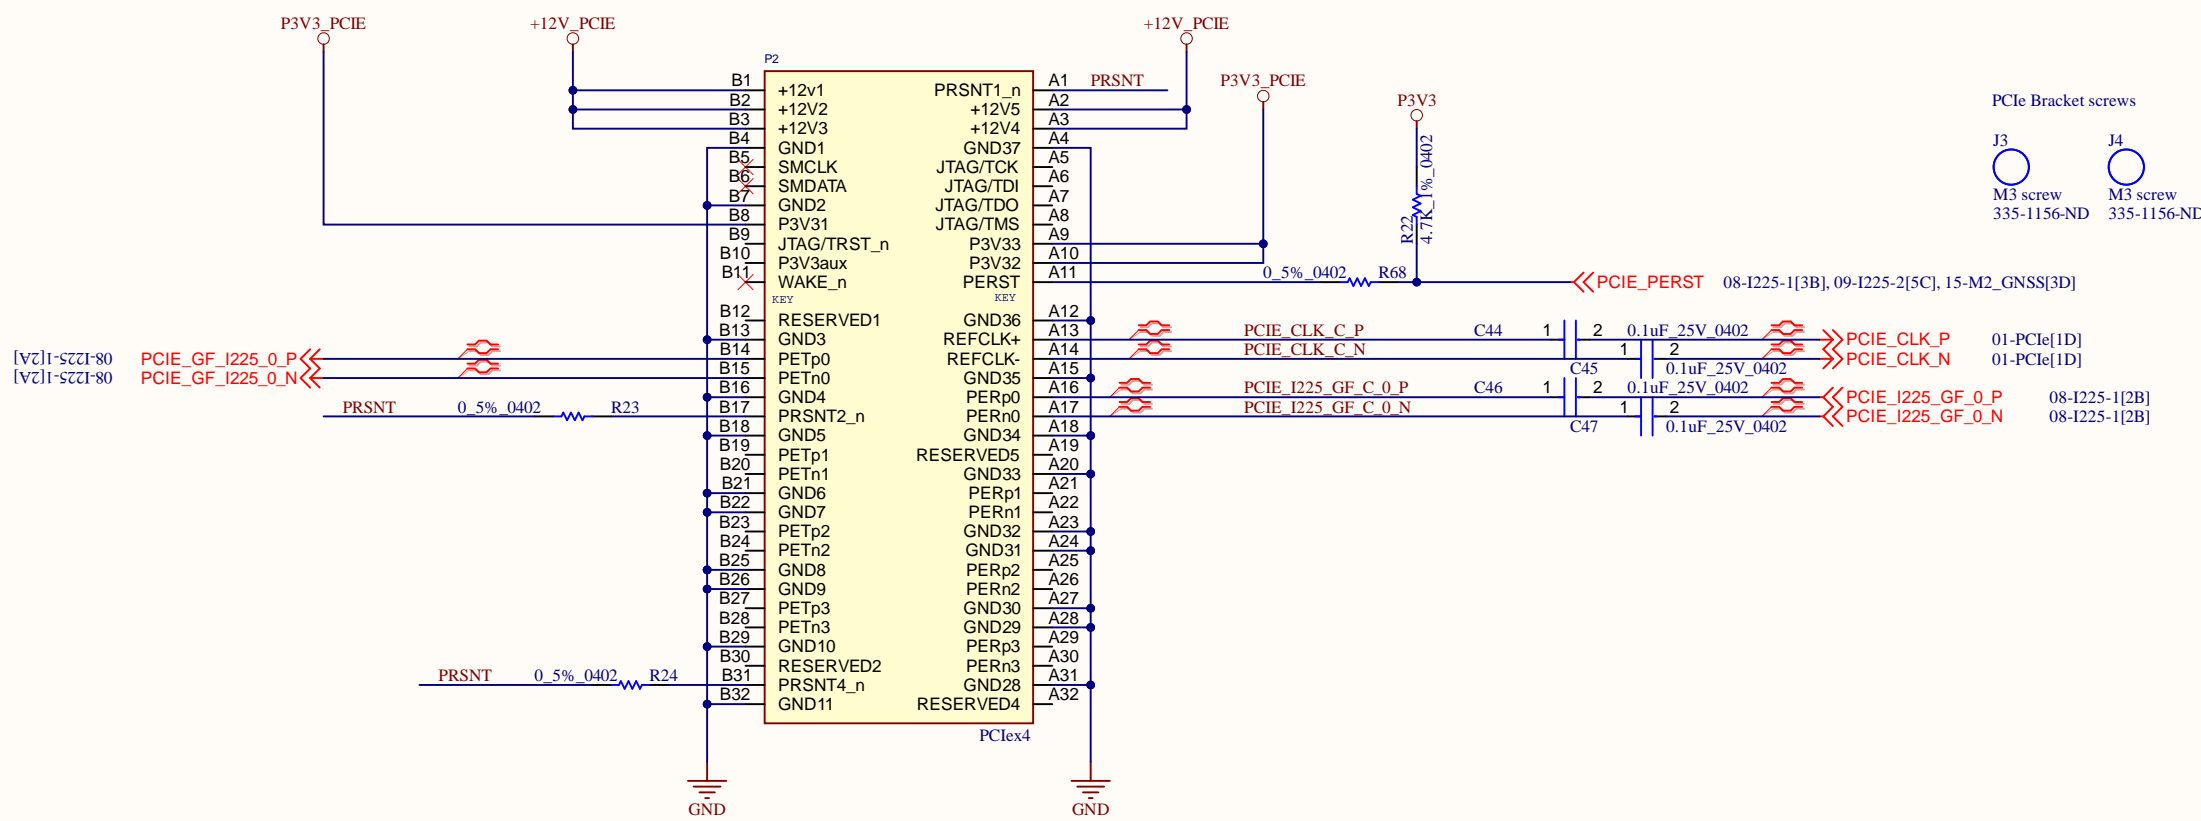 P3V3_PCIE
+12V_PCIE
+12V_PCIE
P2
P3V3_PCIE
P3V3
PCIe Bracket screws
J3
J4
M3 screw
335-1156-ND
M3 screw
335-1156-ND
B1 +12v1 PRSNT1_n A1 PRSNT
B2 +12V2 +12V5 A2
B3 +12V3 +12V4 A3
B4 GND1 GND37 A4
B5 SMCLK JTAG/TCK A5
B6 SMDATA JTAG/TDI A6
B7 GND2 JTAG/TDO A7
B8 P3V31 JTAG/TMS A8
B9 JTAG/TRST_n P3V33 A9
B10 P3V3aux P3V32 A10
B11 WAKE_n PERST A11 0_5%_0402 R68 PCIE_PERST 08-I225-1[3B], 09-I225-2[5C], 15-M2_GNSS[3D]
R22
4.7K_1%_0402
KEY KEY
B12 RESERVED1 GND36 A12
B13 GND3 REFCLK+ A13 PCIE_CLK_C_P C44 1 2 0.1uF_25V_0402 PCIE_CLK_P 01-PCIe[1D]
08-I225-1[2A] PCIE_GF_I225_0_P B14 PETp0 REFCLK- A14 PCIE_CLK_C_N 1 2 PCIE_CLK_N 01-PCIe[1D]
C45 0.1uF_25V_0402
08-I225-1[2A] PCIE_GF_I225_0_N B15 PETn0 GND35 A15
B16 GND4 PERp0 A16 PCIE_I225_GF_C_0_P C46 1 2 0.1uF_25V_0402 PCIE_I225_GF_0_P 08-I225-1[2B]
PRSNT 0_5%_0402 R23 B17 PRSNT2_n PERn0 A17 PCIE_I225_GF_C_0_N 1 2 PCIE_I225_GF_0_N 08-I225-1[2B]
C47 0.1uF_25V_0402
B18 GND5 GND34 A18
B19 PETp1 RESERVED5 A19
B20 PETn1 GND33 A20
B21 GND6 PERp1 A21
B22 GND7 PERn1 A22
B23 PETp2 GND32 A23
B24 PETn2 GND31 A24
B25 GND8 PERp2 A25
B26 GND9 PERn2 A26
B27 PETp3 GND30 A27
B28 PETn3 GND29 A28
B29 GND10 PERp3 A29
B30 RESERVED2 PERn3 A30
PRSNT 0_5%_0402 R24 B31 PRSNT4_n GND28 A31
B32 GND11 RESERVED4 A32
PCIex4
GND
GND